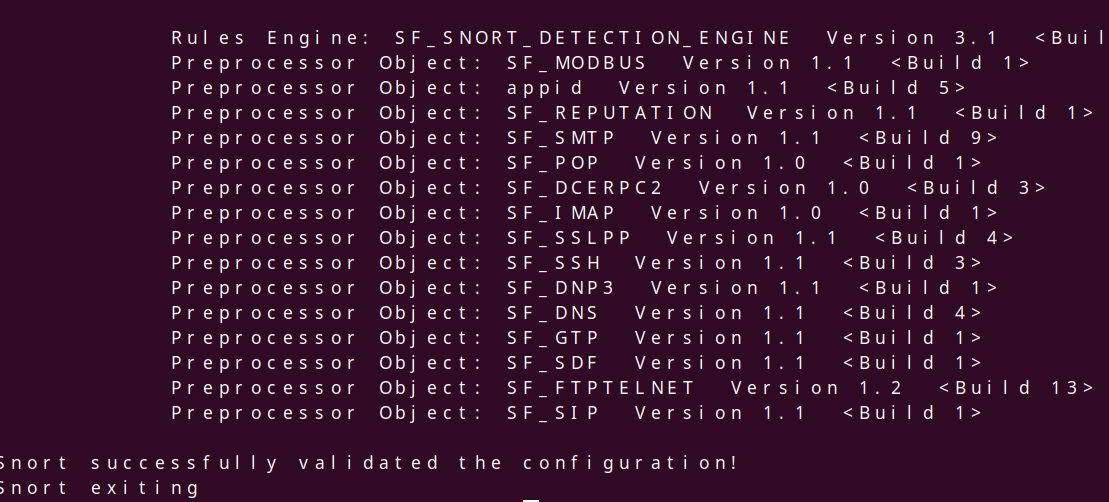 Rules Engine: SF_SNORT_DETECTION_ENGINE Version 3.1 <Buil
Preprocessor Object: SF_MODBUS Version 1.1 <Build 1>
Preprocessor Object: appid Version 1.1 <Build 5>
Preprocessor Object: SF_REPUTATION Version 1.1 <Build 1>
Preprocessor Object: SF_SMTP Version 1.1 <Build 9>
Preprocessor Object: SF_POP Version 1.0 <Build 1>
Preprocessor Object: SF_DCERPC2 Version 1.0 <Build 3>
Preprocessor Object: SF_IMAP Version 1.0 <Build 1>
Preprocessor Object: SF_SSLPP Version 1.1 <Build 4>
Preprocessor Object: SF_SSH Version 1.1 <Build 3>
Preprocessor Object: SF_DNP3 Version 1.1 <Build 1>
Preprocessor Object: SF_DNS Version 1.1 <Build 4>
Preprocessor Object: SF_GTP Version 1.1 <Build 1>
Preprocessor Object: SF_SDF Version 1.1 <Build 1>
Preprocessor Object: SF_FTPTELNET Version 1.2 <Build 13>
Preprocessor Object: SF_SIP Version 1.1 <Build 1>
Snort successfully validated the configuration!
Snort exiting